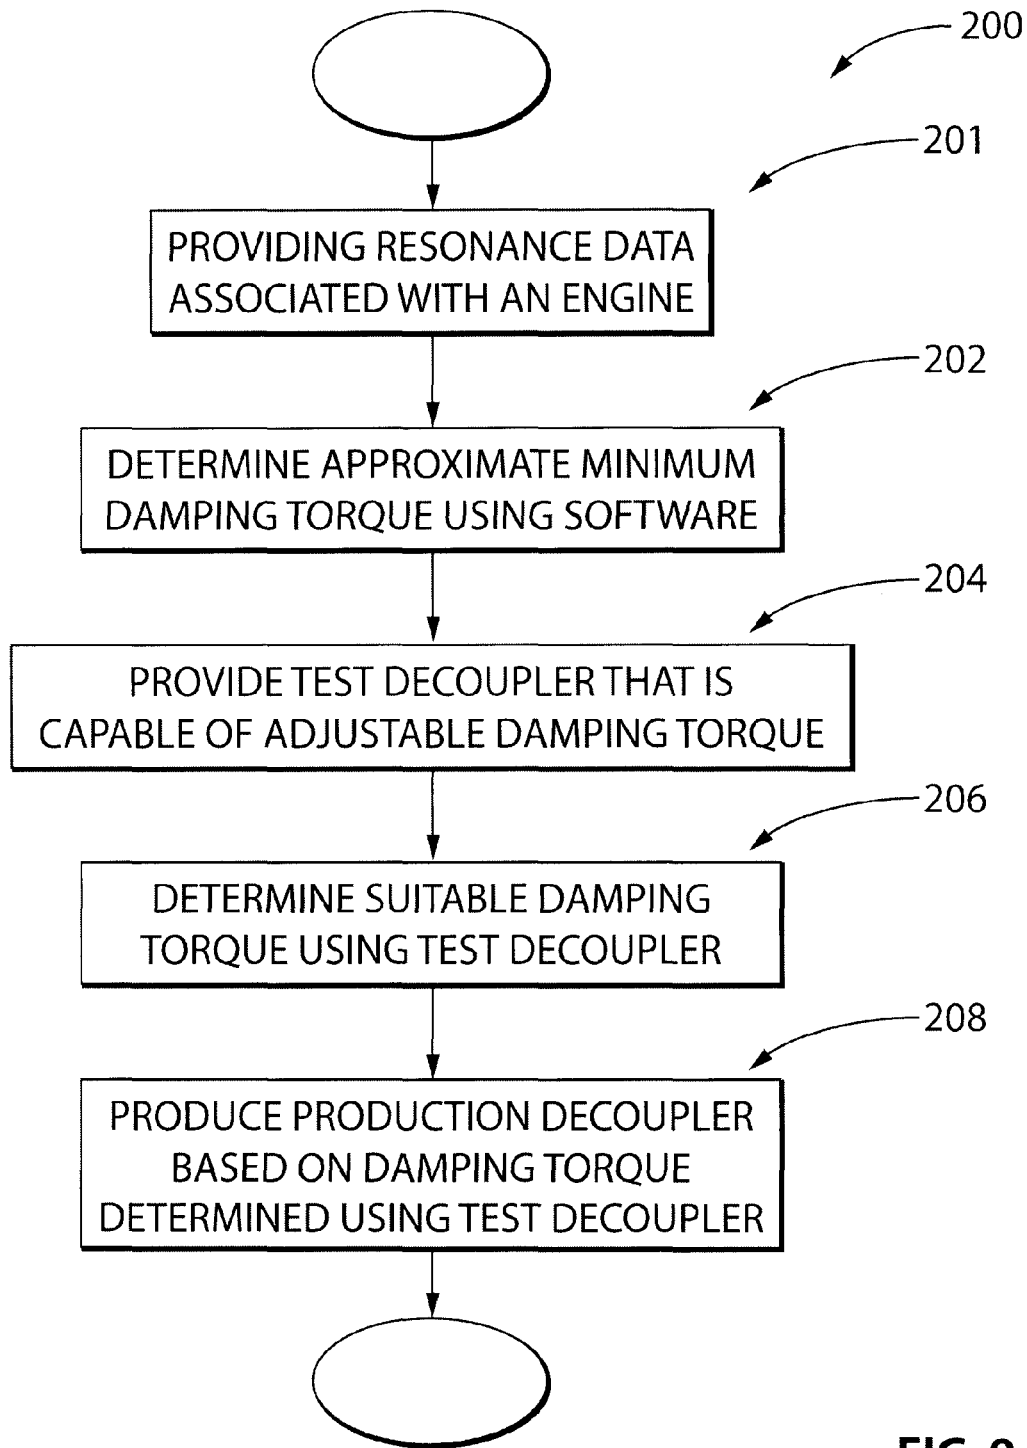 200
201
PROVIDING RESONANCE DATA
ASSOCIATED WITH AN ENGINE
202
DETERMINE APPROXIMATE MINIMUM
DAMPING TORQUE USING SOFTWARE
204
PROVIDE TEST DECOUPLER THAT IS
CAPABLE OF ADJUSTABLE DAMPING TORQUE
206
DETERMINE SUITABLE DAMPING
TORQUE USING TEST DECOUPLER
208
PRODUCE PRODUCTION DECOUPLER
BASED ON DAMPING TORQUE
DETERMINED USING TEST DECOUPLER